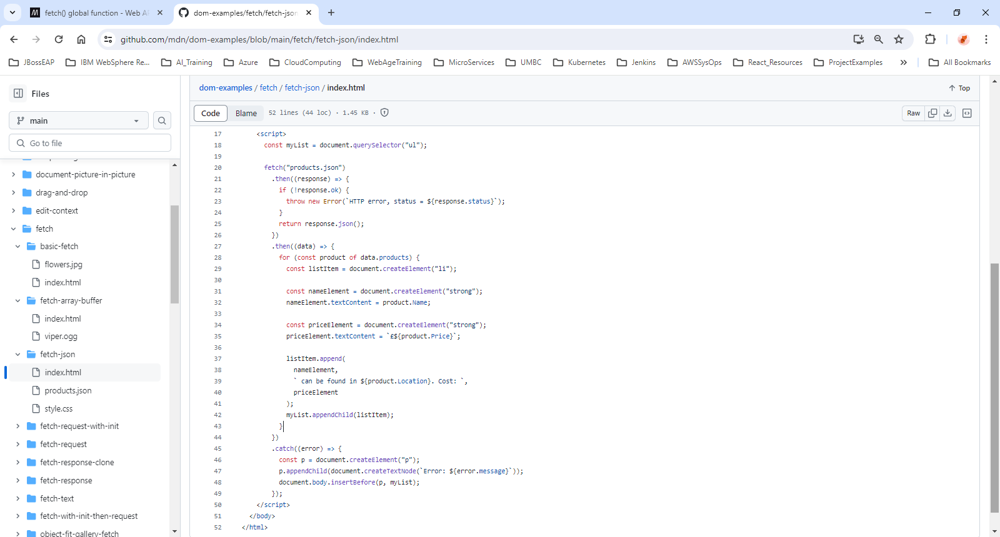 fetch() global function - Web A
dom-examples/fetch/fetch-json
github.com/mdn/dom-examples/blob/main/fetch/fetch-json/index.html
JBossEAP
IBM WebSphere Re...
AI_Training
Azure
CloudComputing
WebAgeTraining
MicroServices
UMBC
Kubernetes
Jenkins
AWSSysOps
React_Resources
ProjectExamples
All Bookmarks
Files
main
Go to file
document-picture-in-picture
drag-and-drop
edit-context
fetch
basic-fetch
flowers.jpg
index.html
fetch-array-buffer
index.html
viper.ogg
fetch-json
index.html
products.json
style.css
fetch-request-with-init
fetch-request
fetch-response-clone
fetch-response
fetch-text
fetch-with-init-then-request
object-fit-gallery-fetch
dom-examples / fetch / fetch-json / index.html
Top
Code
Blame
52 lines (44 loc) · 1.45 KB ·
Raw
17 <script>
18 const myList = document.querySelector("ul");
19
20 fetch("products.json")
21 .then((response) => {
22 if (!response.ok) {
23 throw new Error(`HTTP error, status = ${response.status}`);
24 }
25 return response.json();
26 })
27 .then((data) => {
28 for (const product of data.products) {
29 const listItem = document.createElement("li");
30
31 const nameElement = document.createElement("strong");
32 nameElement.textContent = product.Name;
33
34 const priceElement = document.createElement("strong");
35 priceElement.textContent = `£${product.Price}`;
36
37 listItem.append(
38 nameElement,
39 ` can be found in ${product.Location}. Cost: `,
40 priceElement
41 );
42 myList.appendChild(listItem);
43 }
44 })
45 .catch((error) => {
46 const p = document.createElement("p");
47 p.appendChild(document.createTextNode(`Error: ${error.message}`));
48 document.body.insertBefore(p, myList);
49 });
50 </script>
51 </body>
52 </html>